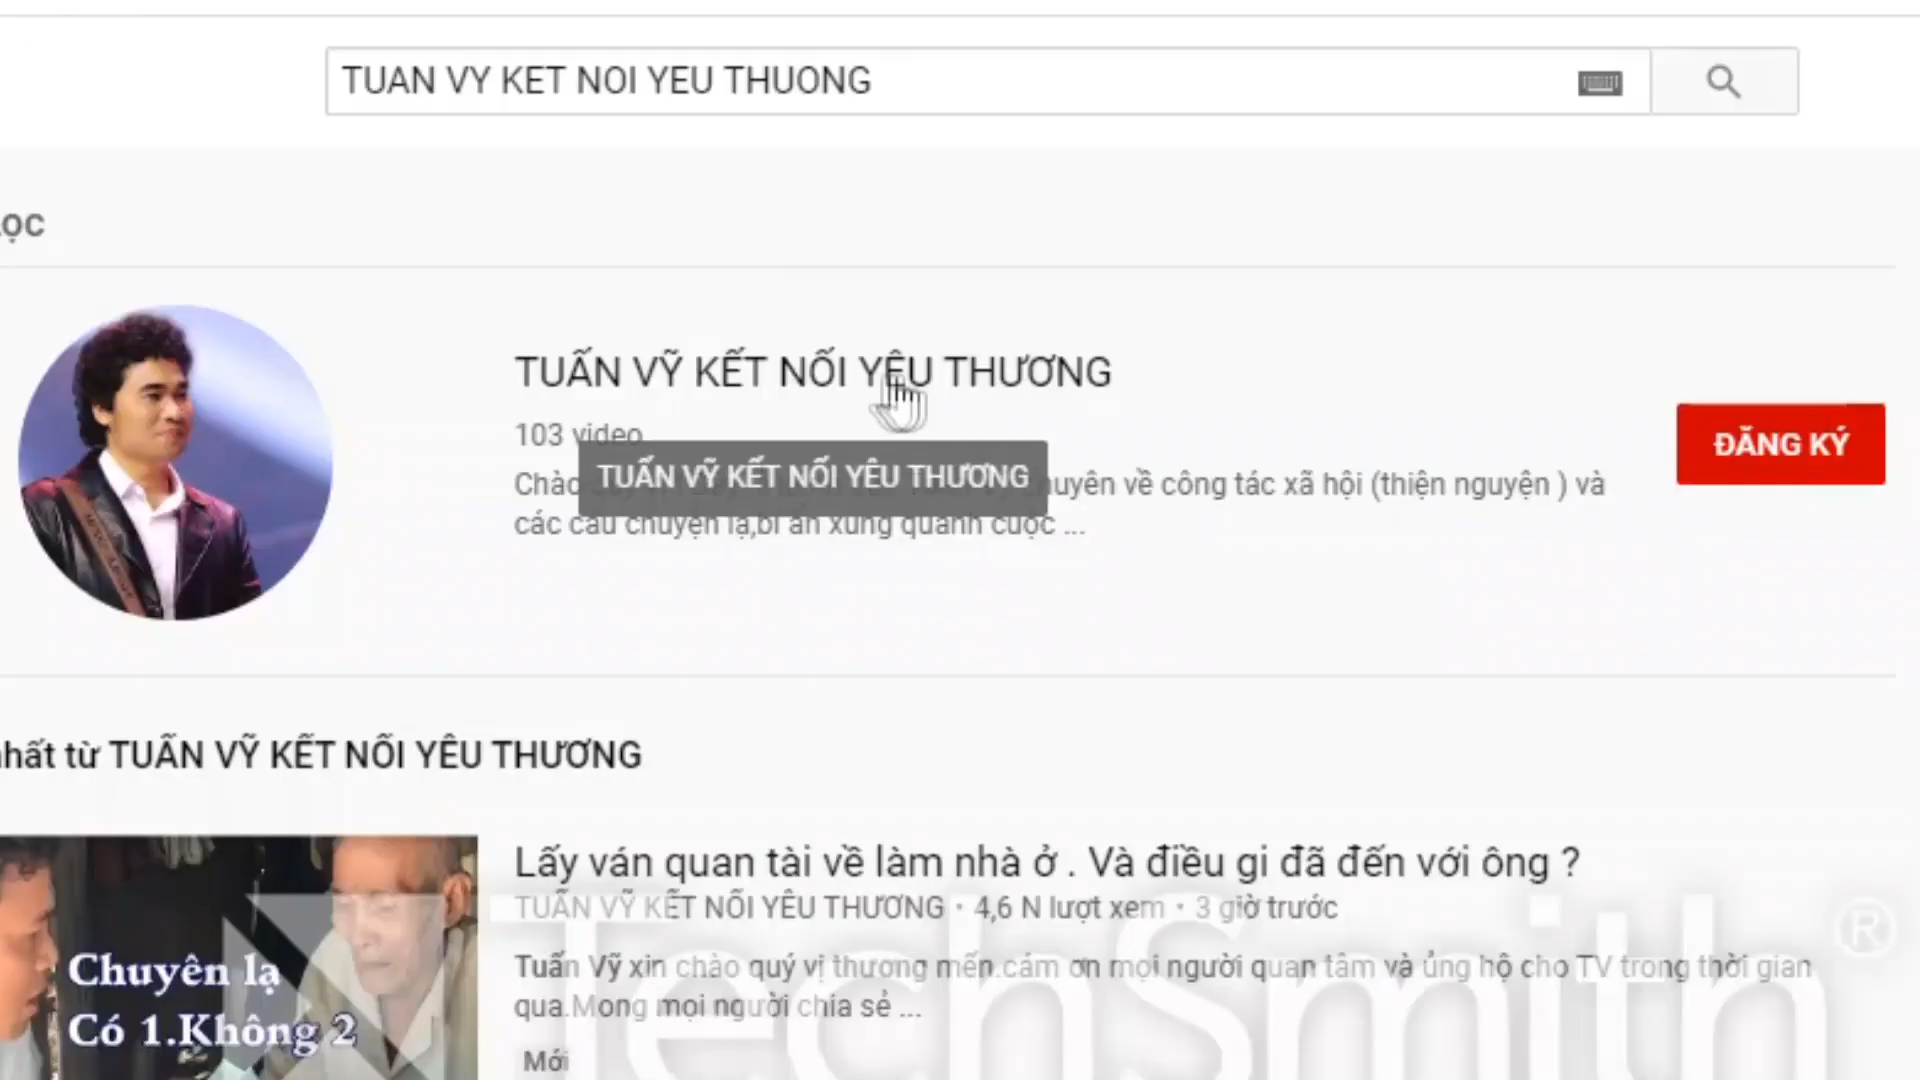 TUAN VY KET NOI YEU THUONG
ọc
TUẤN VỸ KẾT NỐI YÊU THƯƠNG
103 video
TUẤN VỸ KẾT NỐI YÊU THƯƠNG
Chào huyên về công tác xã hội (thiện nguyện ) và
các câu chuyện lạ,bí ẩn xung quanh cuộc ...
ĐĂNG KÝ
nhất từ TUẤN VỸ KẾT NỐI YÊU THƯƠNG
Lấy ván quan tài về làm nhà ở . Và điều gi đã đến với ông ?
TUẤN VỸ KẾT NỐI YÊU THƯƠNG • 4,6 N lượt xem • 3 giờ trước
Tuấn Vỹ xin chào quý vị thương mến.cám ơn mọi người quan tâm và ủng hộ cho TV trong thời gian
qua.Mong mọi người chia sẻ ...
Mới
Chuyên lạ
Có 1.Không 2
TechSmith®